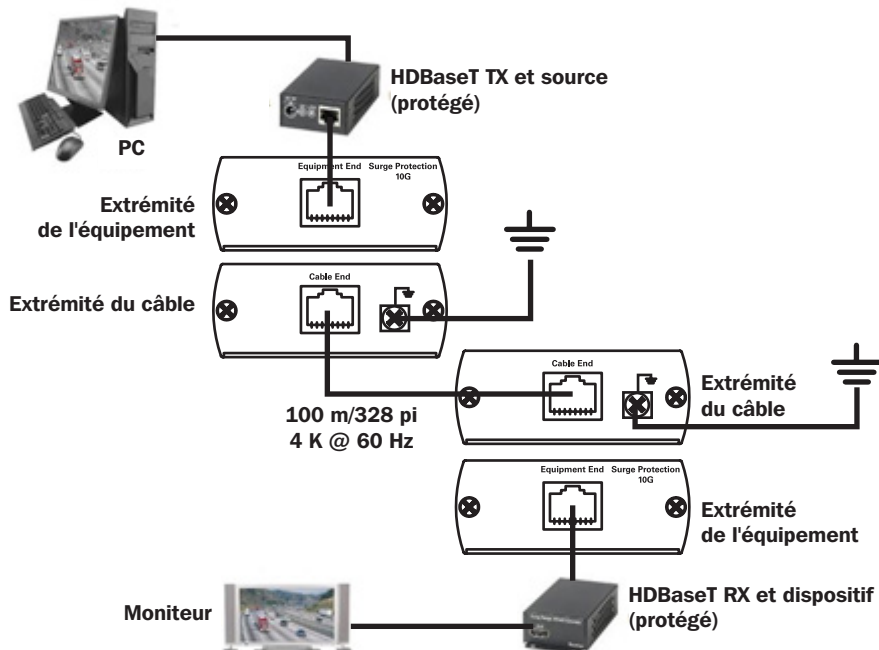 HDBaseT TX et source
(protégé)
PC
Equipment End
Surge Protection
10G
Extrémité
de l'équipement
Cable End
Extrémité du câble
Cable End
Extrémité
du câble
100 m/328 pi
4 K @ 60 Hz
Equipment End
Surge Protection
10G
Extrémité
de l'équipement
HDBaseT RX et dispositif
(protégé)
Moniteur